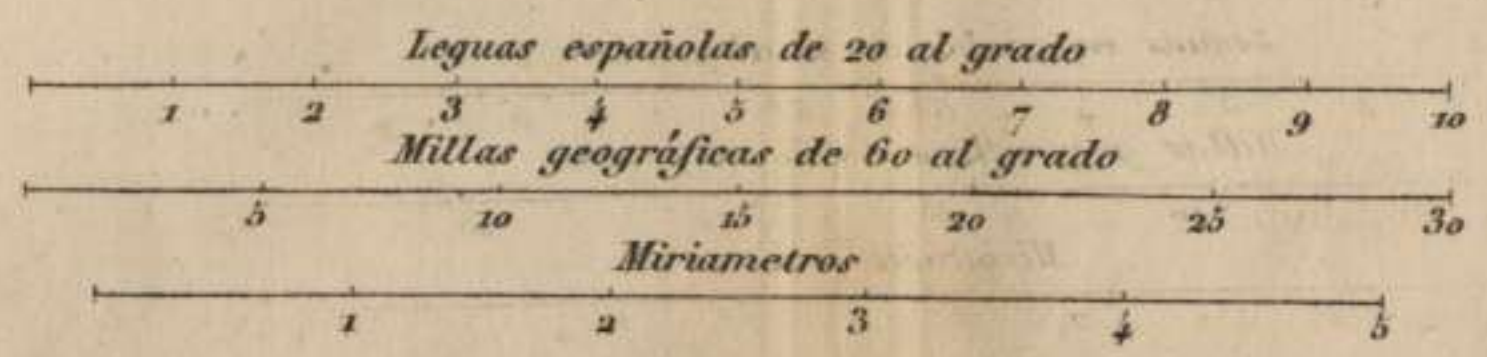 Leguas españolas de 20 al grado
1 2 3 4 5 6 7 8 9 10
Millas geográficas de 60 al grado
5 10 15 20 25 30
Miriametros
1 2 3 4 5